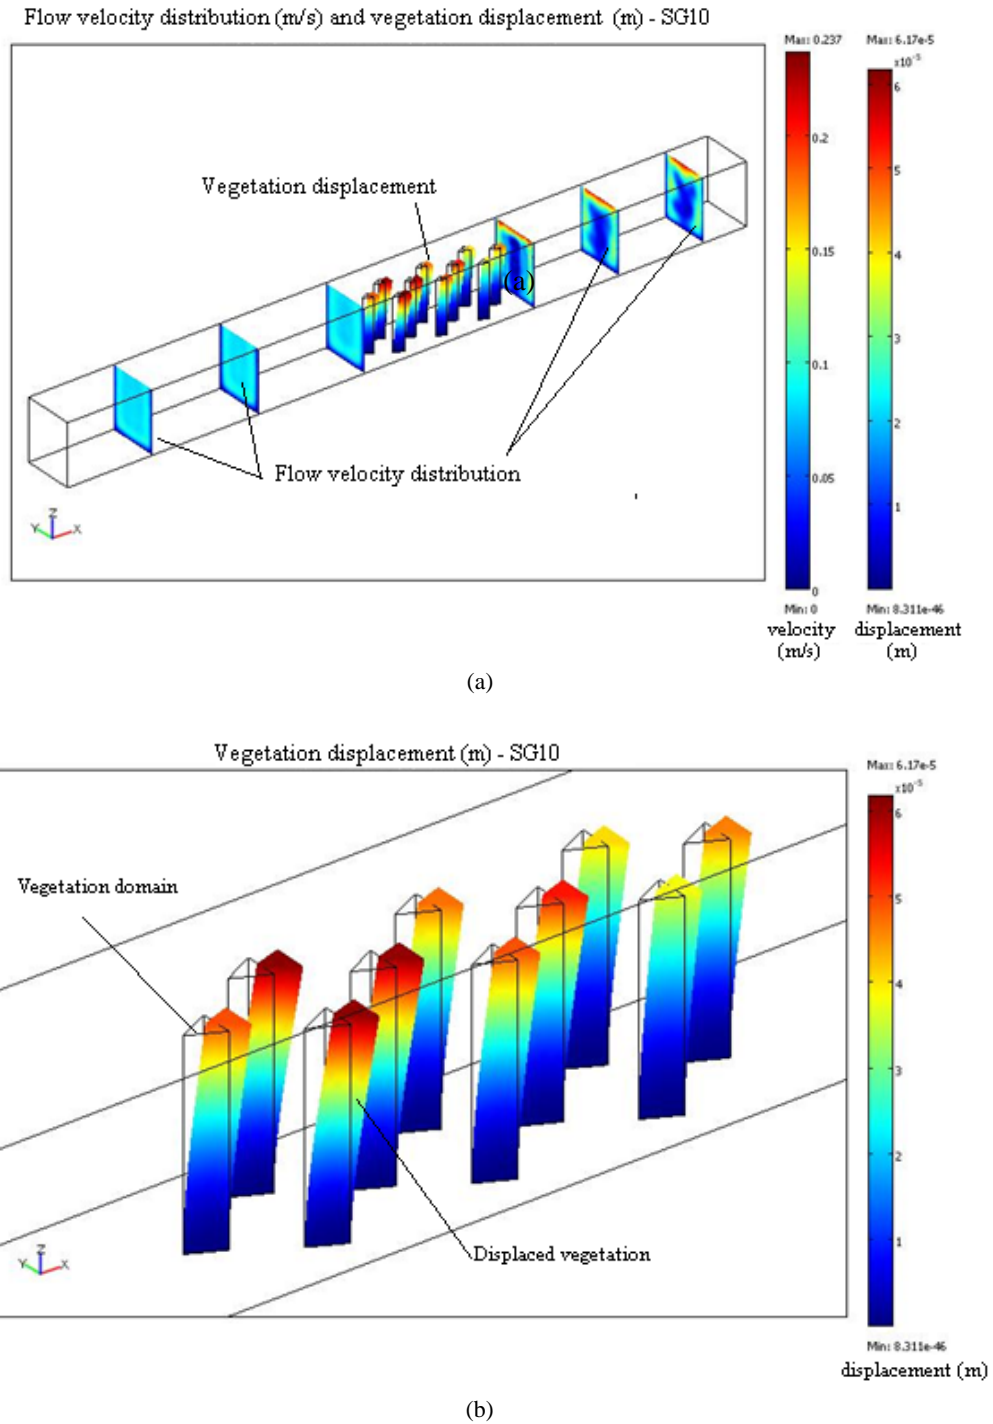 Flow velocity distribution (m/s) and vegetation displacement (m) - SG10
Max: 0.237
Max: 6.17e-5
x10^-5
6
0.2
5
Vegetation displacement
0.15
4
(a)
3
0.1
2
Flow velocity distribution
0.05
1
Z
Y
X
0
Min: 0
Min: 8.311e-46
velocity
(m/s)
displacement
(m)
(a)
Vegetation displacement (m) - SG10
Max: 6.17e-5
x10^-5
6
Vegetation domain
5
4
3
2
1
Displaced vegetation
Z
Y
X
Min: 8.311e-46
displacement (m)
(b)